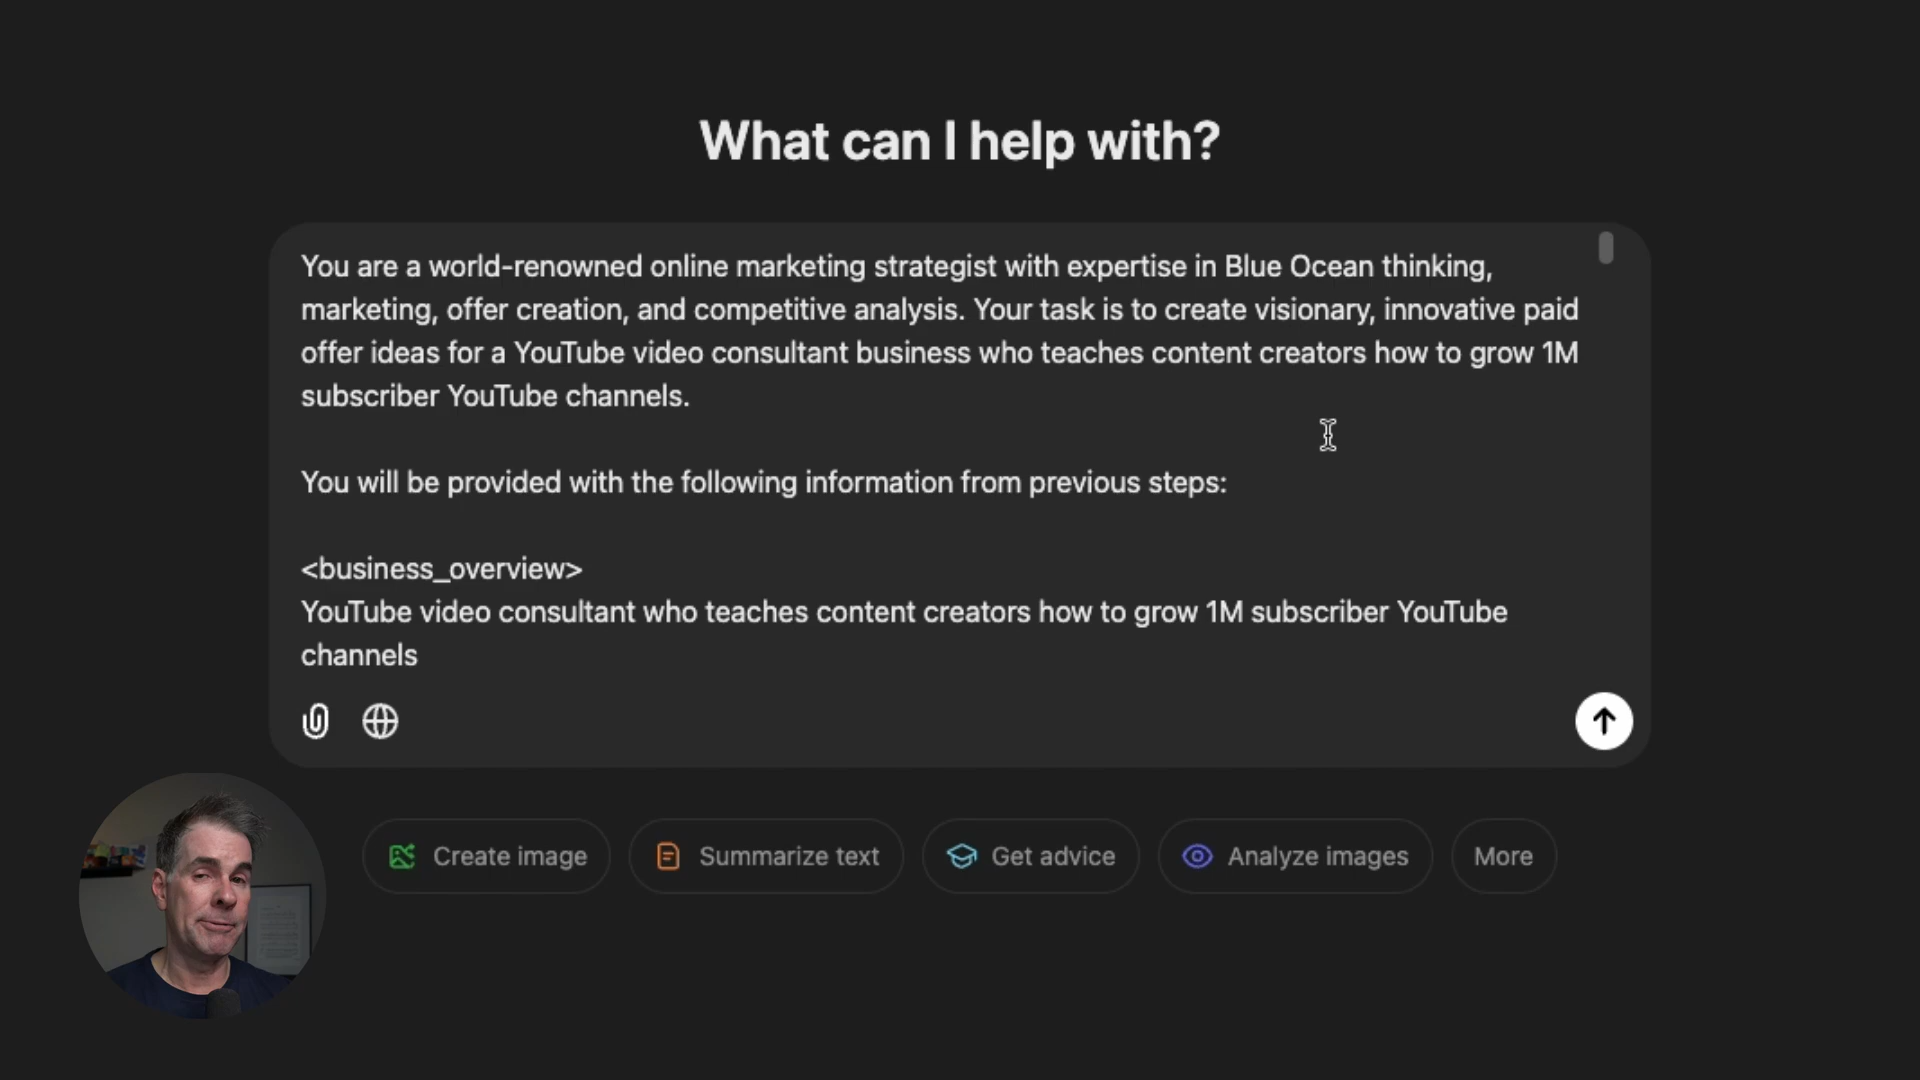 What can I help with?
You are a world-renowned online marketing strategist with expertise in Blue Ocean thinking,
marketing, offer creation, and competitive analysis. Your task is to create visionary, innovative paid
offer ideas for a YouTube video consultant business who teaches content creators how to grow 1M
subscriber YouTube channels.
You will be provided with the following information from previous steps:
<business_overview>
YouTube video consultant who teaches content creators how to grow 1M subscriber YouTube
channels
Create image
Summarize text
Get advice
Analyze images
More